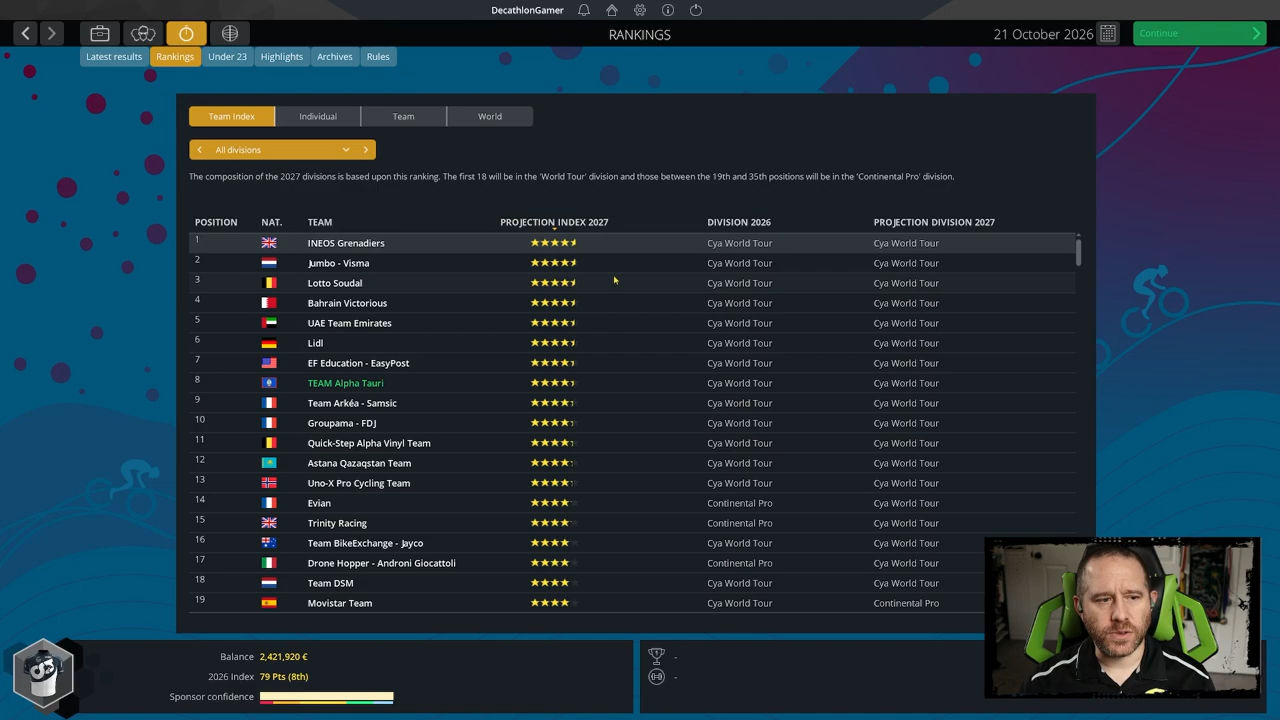 DecathlonGamer
RANKINGS
21 October 2026
Continue
Latest results Rankings Under 23 Highlights Archives Rules
Team Index Individual Team World
All divisions
The composition of the 2027 divisions is based upon this ranking. The first 18 will be in the 'World Tour' division and those between the 19th and 35th positions will be in the 'Continental Pro' division.
POSITION NAT. TEAM PROJECTION INDEX 2027 DIVISION 2026 PROJECTION DIVISION 2027
1 INEOS Grenadiers Cya World Tour Cya World Tour
2 Jumbo - Visma Cya World Tour Cya World Tour
3 Lotto Soudal Cya World Tour Cya World Tour
4 Bahrain Victorious Cya World Tour Cya World Tour
5 UAE Team Emirates Cya World Tour Cya World Tour
6 Lidl Cya World Tour Cya World Tour
7 EF Education - EasyPost Cya World Tour Cya World Tour
8 TEAM Alpha Tauri Cya World Tour Cya World Tour
9 Team Arkéa - Samsic Cya World Tour Cya World Tour
10 Groupama - FDJ Cya World Tour Cya World Tour
11 Quick-Step Alpha Vinyl Team Cya World Tour Cya World Tour
12 Astana Qazaqstan Team Cya World Tour Cya World Tour
13 Uno-X Pro Cycling Team Cya World Tour Cya World Tour
14 Evian Continental Pro Cya World Tour
15 Trinity Racing Continental Pro Cya World Tour
16 Team BikeExchange - Jayco Cya World Tour Cya World Tour
17 Drone Hopper - Androni Giocattoli Continental Pro Cya World Tour
18 Team DSM Cya World Tour Cya World Tour
19 Movistar Team Cya World Tour Continental Pro
Balance 2,421,920 €
2026 Index 79 Pts (8th)
Sponsor confidence
-
-